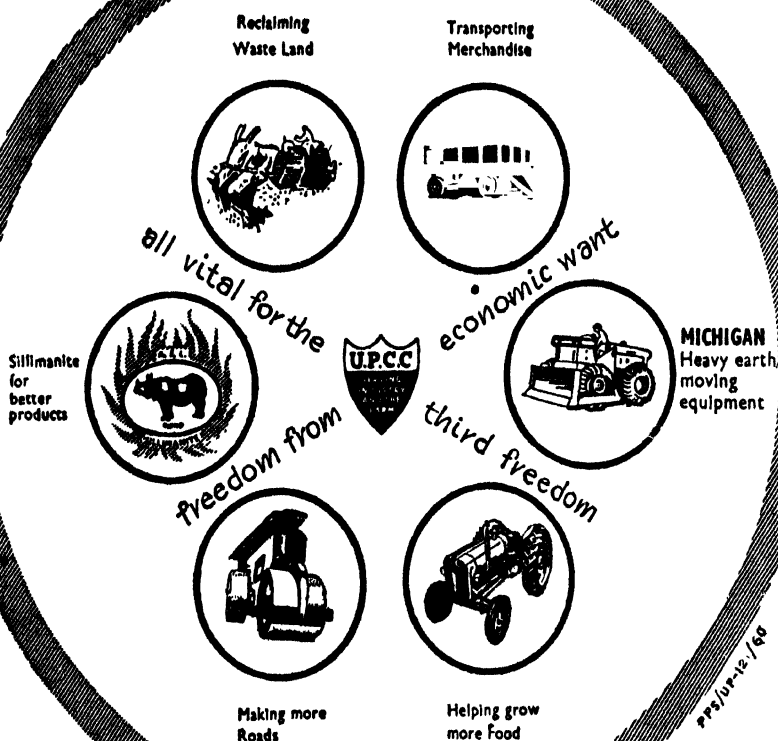 Reclaiming
Waste Land
Transporting
Merchandise
all vital for the
economic want
Sillimanite
for
better
products
U.P.C.C
MICHIGAN
Heavy earth
moving
equipment
freedom from
third freedom
Making more
Roads
Helping grow
more Food
PPS/UP-12./60